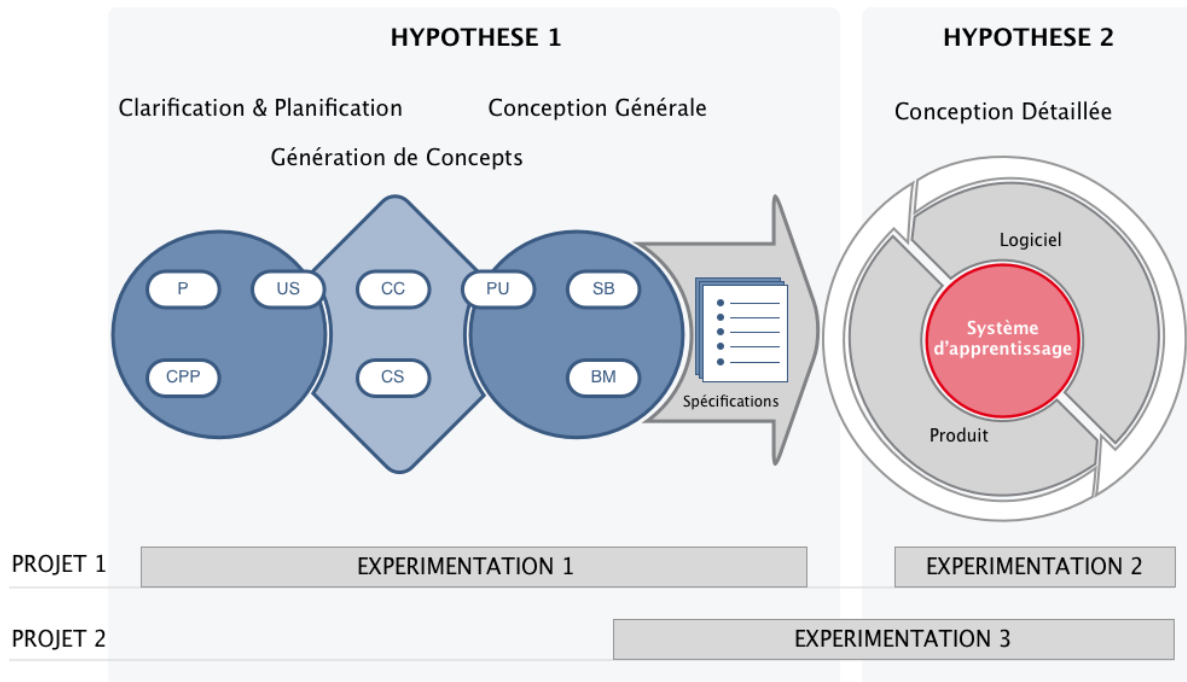 HYPOTHESE 1
HYPOTHESE 2
Clarification & Planification
Conception Générale
Conception Détaillée
Génération de Concepts
P
US
CC
PU
SB
CPP
CS
BM
Spécifications
Logiciel
Système
d'apprentissage
Produit
PROJET 1
EXPERIMENTATION 1
EXPERIMENTATION 2
PROJET 2
EXPERIMENTATION 3